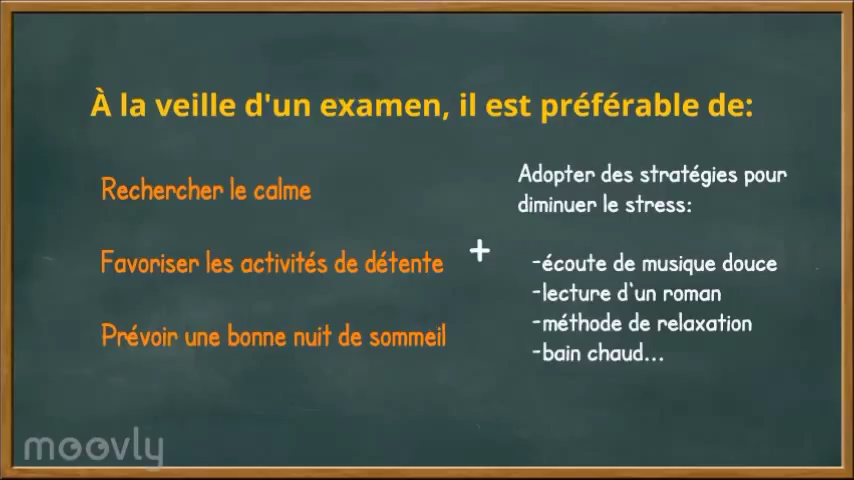 À la veille d'un examen, il est préférable de:
Rechercher le calme
Favoriser les activités de détente
Prévoir une bonne nuit de sommeil
+
Adopter des stratégies pour
diminuer le stress:
-écoute de musique douce
-lecture d'un roman
-méthode de relaxation
-bain chaud...
moovly